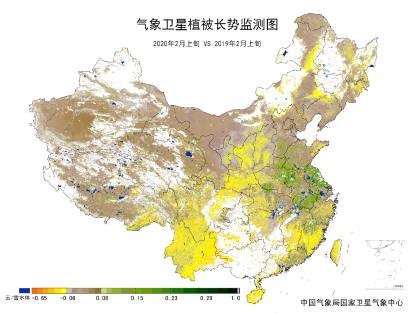 气象卫星植被长势监测图
2020年2月上旬 VS 2019年2月上旬
云/雪水体 -0.65 -0.06 0.06 0.15 0.23 0.29 1.0
中国气象局国家卫星气象中心